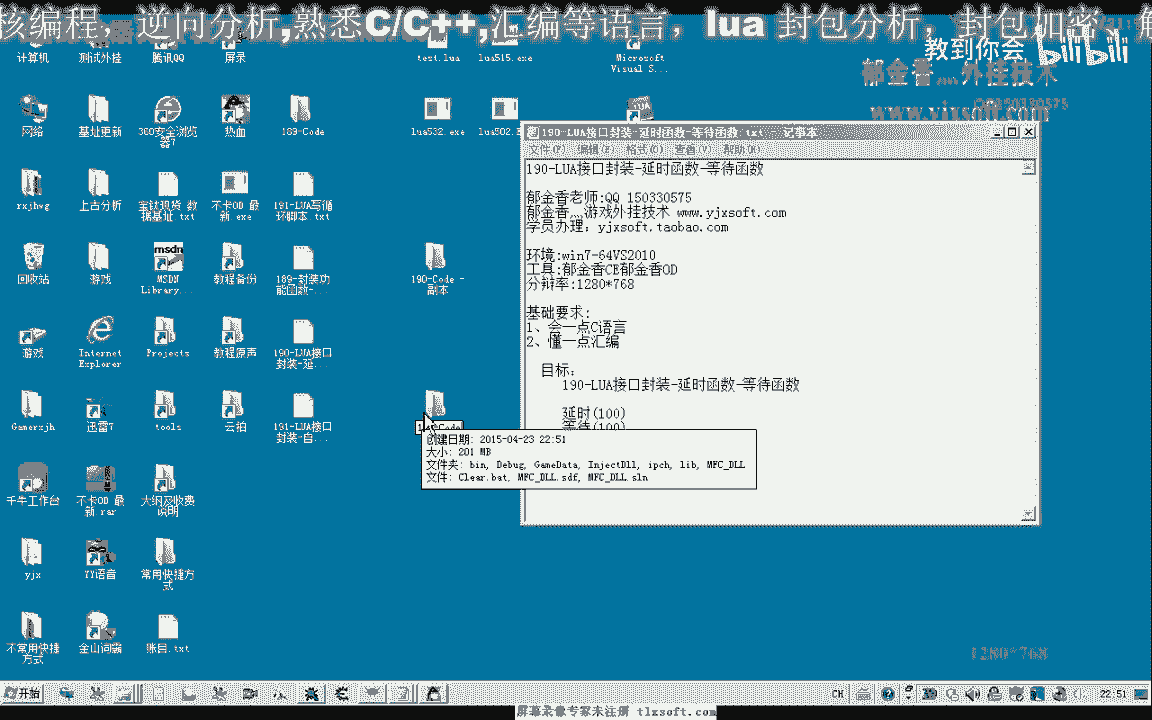 核编程，逆向分析,熟悉C/C++,汇编等语言，lua 封包分析，封包加密，解
教到你会
bilibili
郁金香灬外挂技术
www.yjxsoft.com
计算机
测试外挂
腾讯QQ
屏录
test.lua
lua515.exe
Microsoft
Visual S...
网络
基址更新
360安全浏览
器7
热血
189-Code
lua532.exe
rxjhwg
上古分析
不卡OD 最
新.exe
191-LUA写循
环脚本.txt
回收站
游戏
MSDN
Library...
教程备份
189-封装功
能函数-...
190-Code -
副本
游戏
Internet
Explorer
Projects
教程原声
190-LUA接口
封装-延...
Gamerxjh
迅雷7
tools
云拍
191-LUA接口
封装-自...
千牛工作台
不卡OD 最
新.rar
大纲及收费
说明
yjx
YY语音
常用快捷方
式
不常用快捷
方式
金山词霸
账目.txt
190-LUA接口封装-延时函数-等待函数.txt - 记事本
文件(F) 编辑(E) 格式(O) 查看(V) 帮助(H)
190-LUA接口封装-延时函数-等待函数
郁金香老师:QQ 150330575
郁金香灬游戏外挂技术 www.yjxsoft.com
学员办理，yjxsoft.taobao.com
环境:win7-64VS2010
工具:郁金香CE郁金香OD
分辩率:1280*768
基础要求:
1、会一点Ci语言
2、懂一点汇编
目标：
190-LUA接口封装-延时函数-等待函数
延时(100)
等待(100)
创建日期: 2015-04-23 22:51
大小: 201 MB
文件夹: bin, Debug, GameData, InjectDll, ipch, lib, MFC_DLL
文件: Clear.bat, MFC_DLL.sdf, MFC_DLL.sln
1280*768
开始
CH
22:51
屏幕录像专家未注册 tlxsoft.com